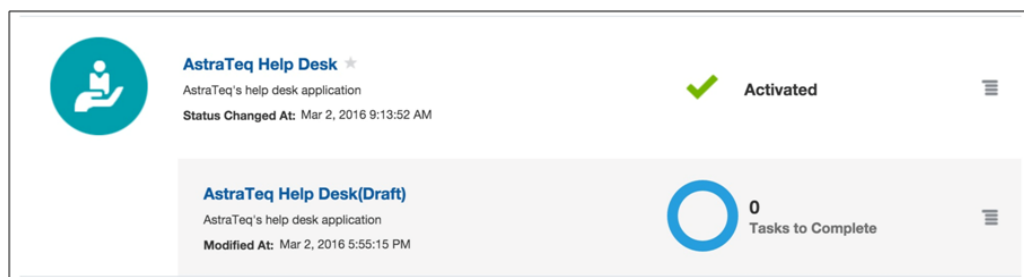 AstraTeq Help Desk
AstraTeq's help desk application
Status Changed At: Mar 2, 2016 9:13:52 AM
Activated
AstraTeq Help Desk(Draft)
AstraTeq's help desk application
Modified At: Mar 2, 2016 5:55:15 PM
0
Tasks to Complete